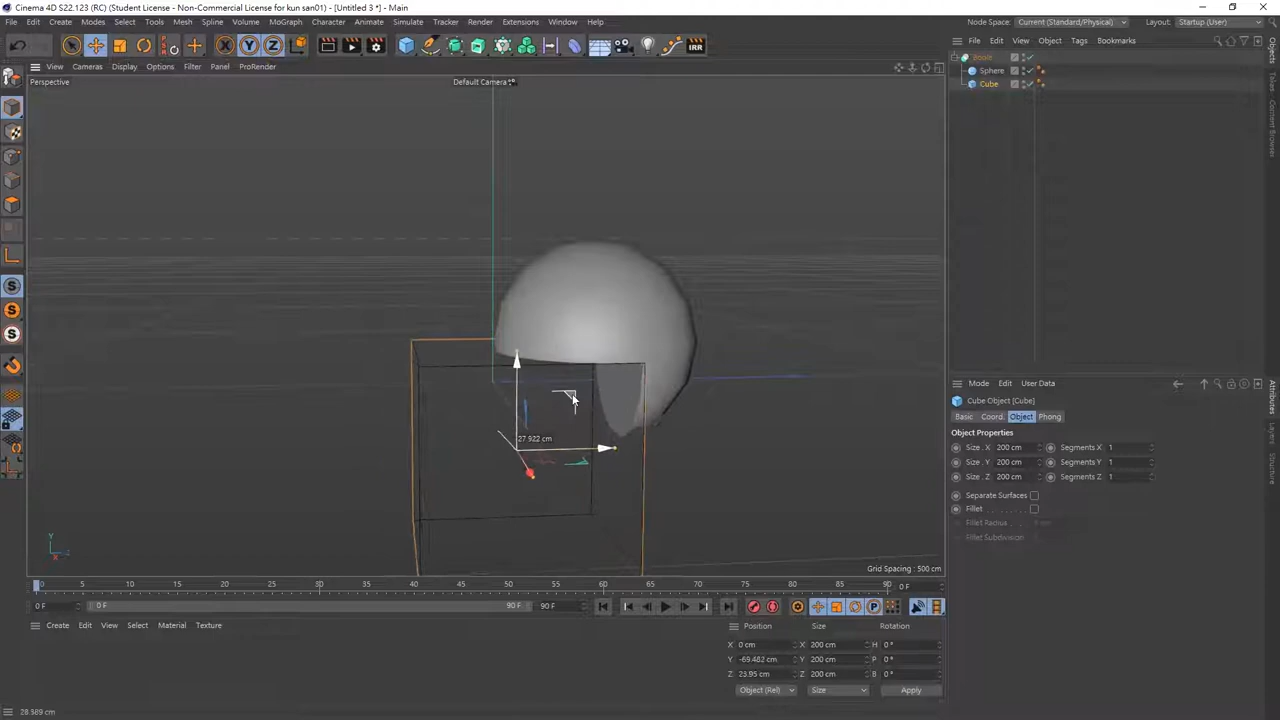 Cinema 4D S22.123 (RC) (Student License - Non-Commercial License for kun san01) - [Untitled 3 *] - Main
File Edit Create Modes Select Tools Mesh Spline Volume MoGraph Character Animate Simulate Tracker Render Extensions Window Help
Node Space: Current (Standard/Physical) Layout: Startup (User)
X Y Z IRR
File Edit View Object Tags Bookmarks
View Cameras Display Options Filter Panel ProRender
Perspective
Default Camera
Sphere
Cube
Objects
Takes
Content Browser
Mode Edit User Data
Cube Object [Cube]
Basic Coord. Object Phong
Attributes
Object Properties
Size . X 200 cm Segments X 1
Size . Y 200 cm Segments Y 1
Size . Z 200 cm Segments Z 1
Separate Surfaces
Fillet
Fillet Radius
Fillet Subdivision
S
S
S
27.922 cm
Y
Z
X
Grid Spacing : 500 cm
0 5 10 15 20 25 30 35 40 45 50 55 60 65 70 75 80 85 90 0 F
0 F 0 F 90 F 90 F
P
Create Edit View Select Material Texture
Position Size Rotation
X 0 cm X 200 cm H 0 °
Y -69.482 cm Y 200 cm P 0 °
Z 23.95 cm Z 200 cm B 0 °
Object (Rel) Size Apply
28.589 cm